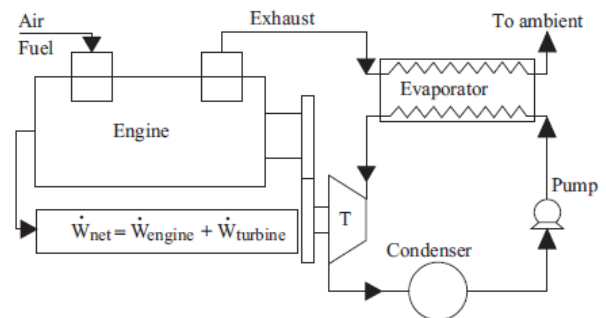 Air
Fuel
Exhaust
To ambient
Evaporator
Engine
Pump
Ẇnet = Ẇengine + Ẇturbine
T
Condenser